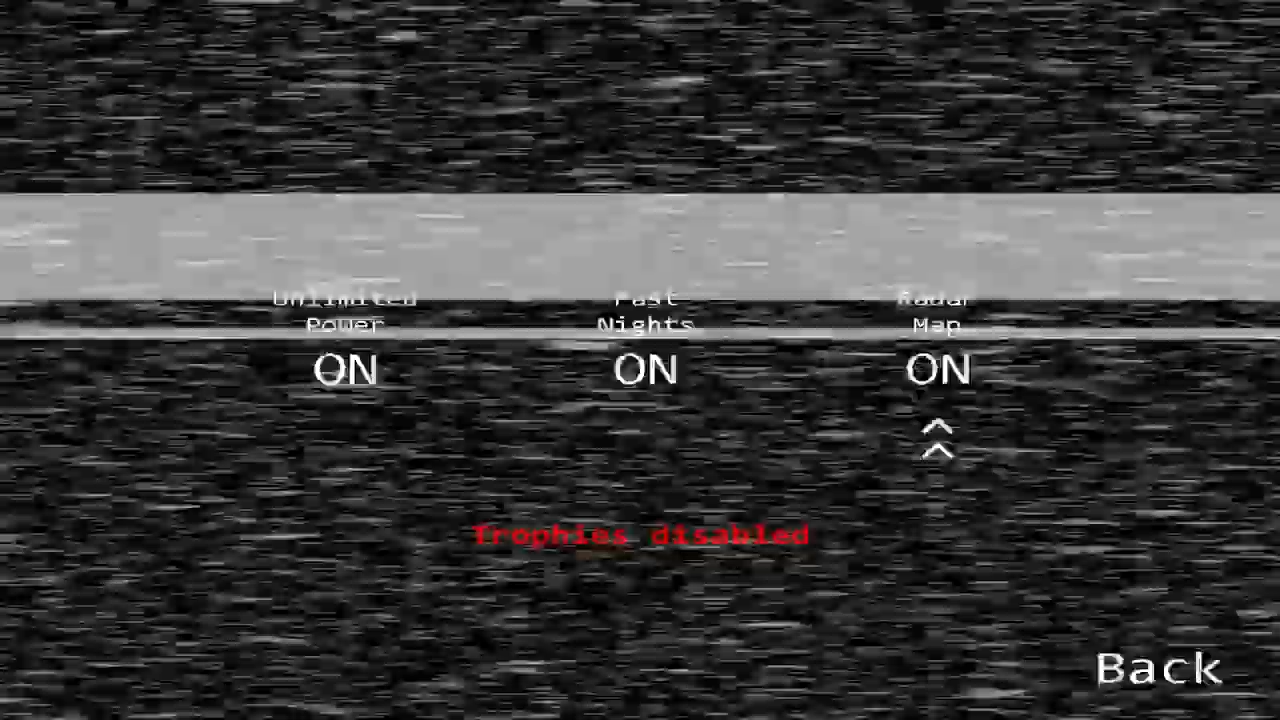 Unlimited Fast Radar
Power Nights Map
ON ON ON
Trophies disabled
Back